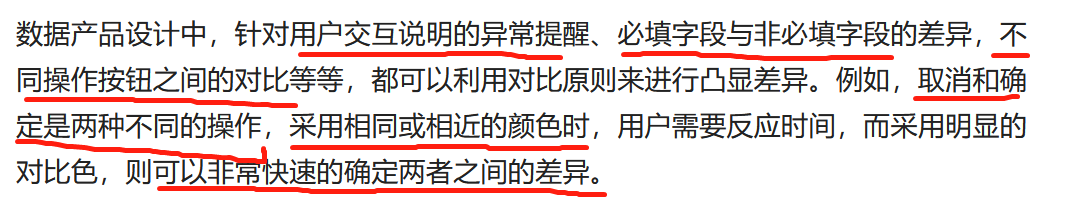 数据产品设计中，针对用户交互说明的异常提醒、必填字段与非必填字段的差异，不
同操作按钮之间的对比等等，都可以利用对比原则来进行凸显差异。例如，取消和确
定是两种不同的操作，采用相同或相近的颜色时，用户需要反应时间，而采用明显的
对比色，则可以非常快速的确定两者之间的差异。